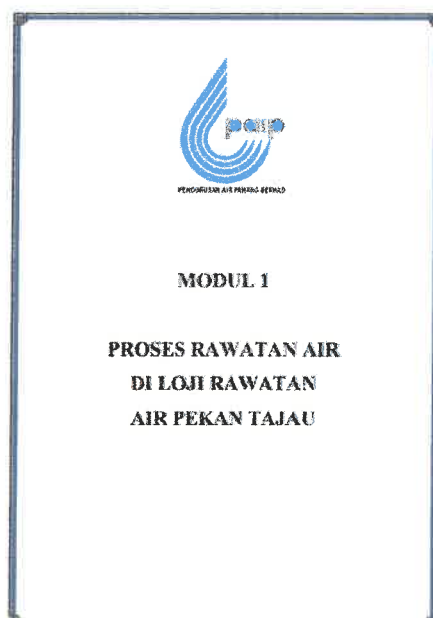 paip
PENGURUSAN AIR PAHANG BERHAD
MODUL 1
PROSES RAWATAN AIR
DI LOJI RAWATAN
AIR PEKAN TAJAU